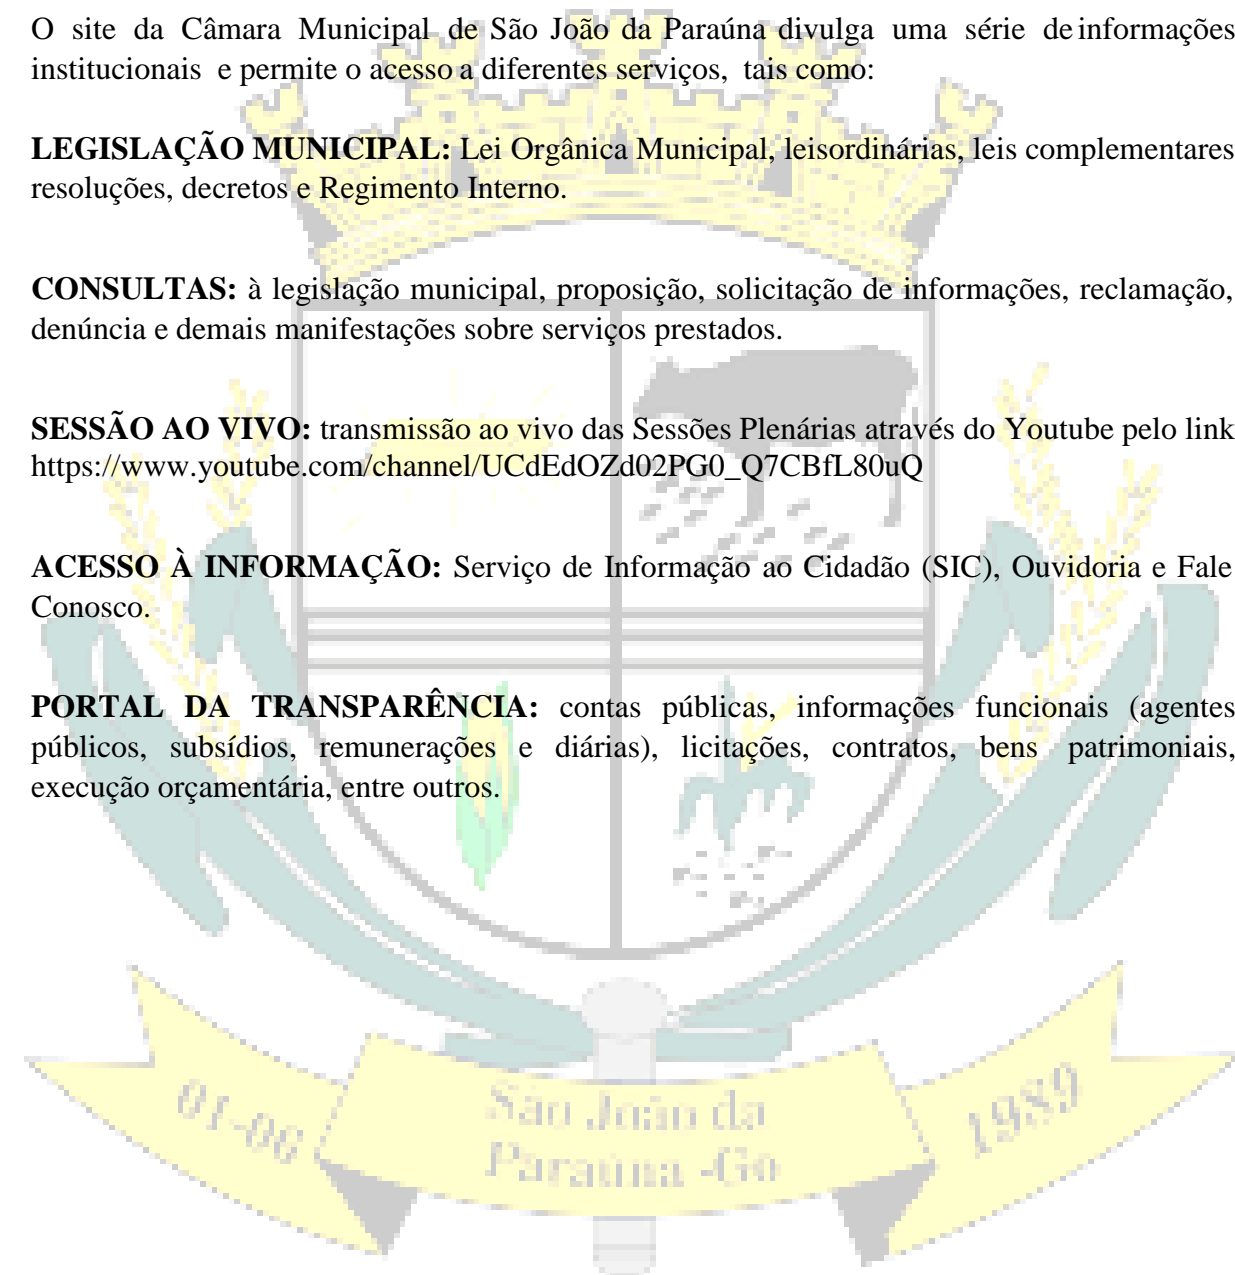 O site da Câmara Municipal de São João da Paraúna divulga uma série de informações
institucionais e permite o acesso a diferentes serviços, tais como:
LEGISLAÇÃO MUNICIPAL: Lei Orgânica Municipal, leisordinárias, leis complementares
resoluções, decretos e Regimento Interno.
CONSULTAS: à legislação municipal, proposição, solicitação de informações, reclamação,
denúncia e demais manifestações sobre serviços prestados.
SESSÃO AO VIVO: transmissão ao vivo das Sessões Plenárias através do Youtube pelo link
https://www.youtube.com/channel/UCdEdOZd02PG0_Q7CBfL80uQ
ACESSO À INFORMAÇÃO: Serviço de Informação ao Cidadão (SIC), Ouvidoria e Fale
Conosco.
PORTAL DA TRANSPARÊNCIA: contas públicas, informações funcionais (agentes
públicos, subsídios, remunerações e diárias), licitações, contratos, bens patrimoniais,
execução orçamentária, entre outros.
01-06
São João da
Paraúna -Go
1989